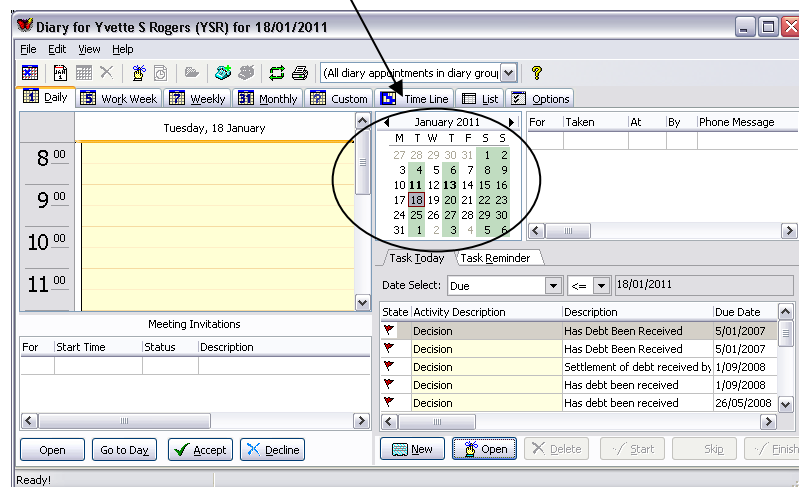 Diary for Yvette S Rogers (YSR) for 18/01/2011
File Edit View Help
(All diary appointments in diary group
Daily Work Week Weekly Monthly Custom Time Line List Options
Tuesday, 18 January
8 00
9 00
10 00
11 00
January 2011
M T W T F S S
27 28 29 30 31 1 2
3 4 5 6 7 8 9
10 11 12 13 14 15 16
17 18 19 20 21 22 23
24 25 26 27 28 29 30
31 1 2 3 4 5 6
For Taken At By Phone Message
Task Today Task Reminder
Date Select: Due <= 18/01/2011
State Activity Description Description Due Date
Decision Has Debt Been Received 5/01/2007
Decision Has Debt Been Received 5/01/2007
Decision Settlement of debt received by 1/09/2008
Decision Has debt been received 1/09/2008
Decision Has debt been received 26/05/2008
Meeting Invitations
For Start Time Status Description
Open Go to Day Accept Decline
New Open Delete Start Skip Finish
Ready!